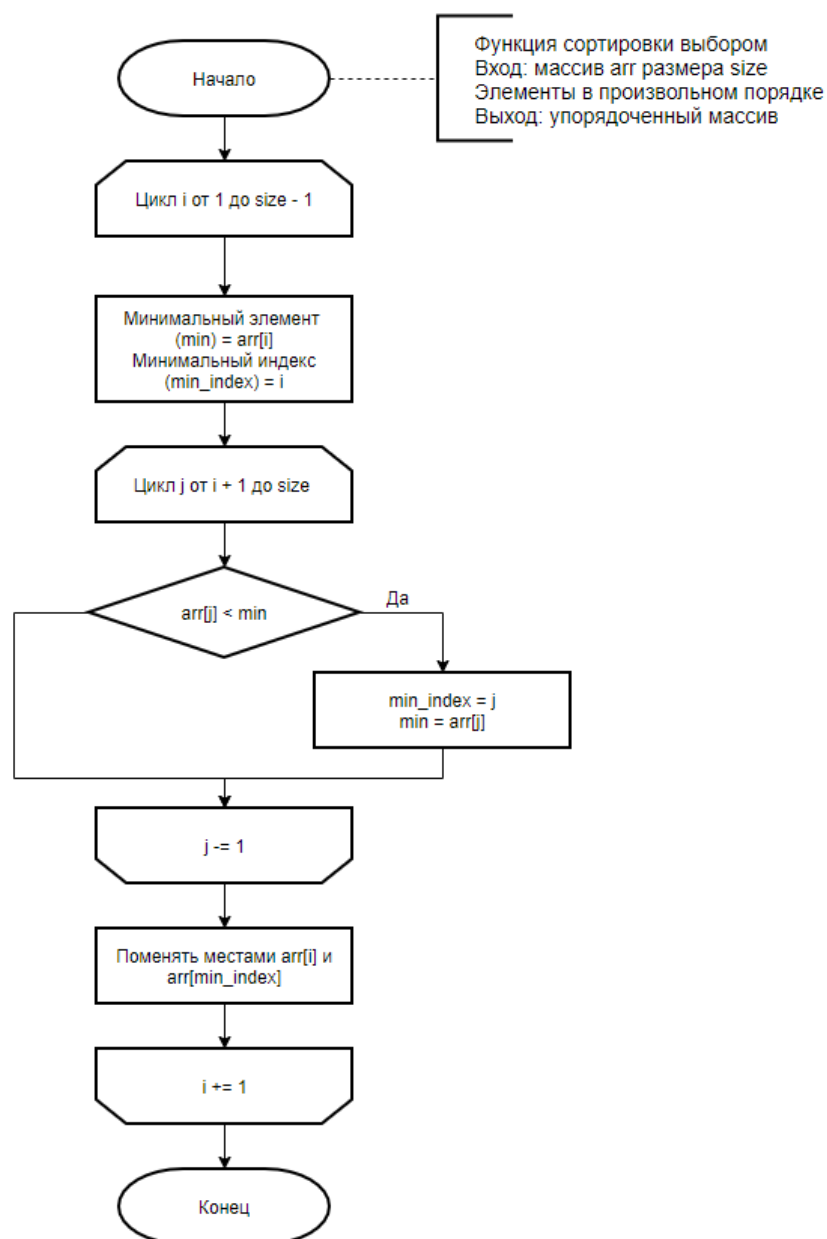 Начало
Функция сортировки выбором
Вход: массив arr размера size
Элементы в произвольном порядке
Выход: упорядоченный массив
Цикл i от 1 до size - 1
Минимальный элемент
(min) = arr[i]
Минимальный индекс
(min_index) = i
Цикл j от i + 1 до size
arr[j] < min
Да
min_index = j
min = arr[j]
j -= 1
Поменять местами arr[i] и
arr[min_index]
i += 1
Конец